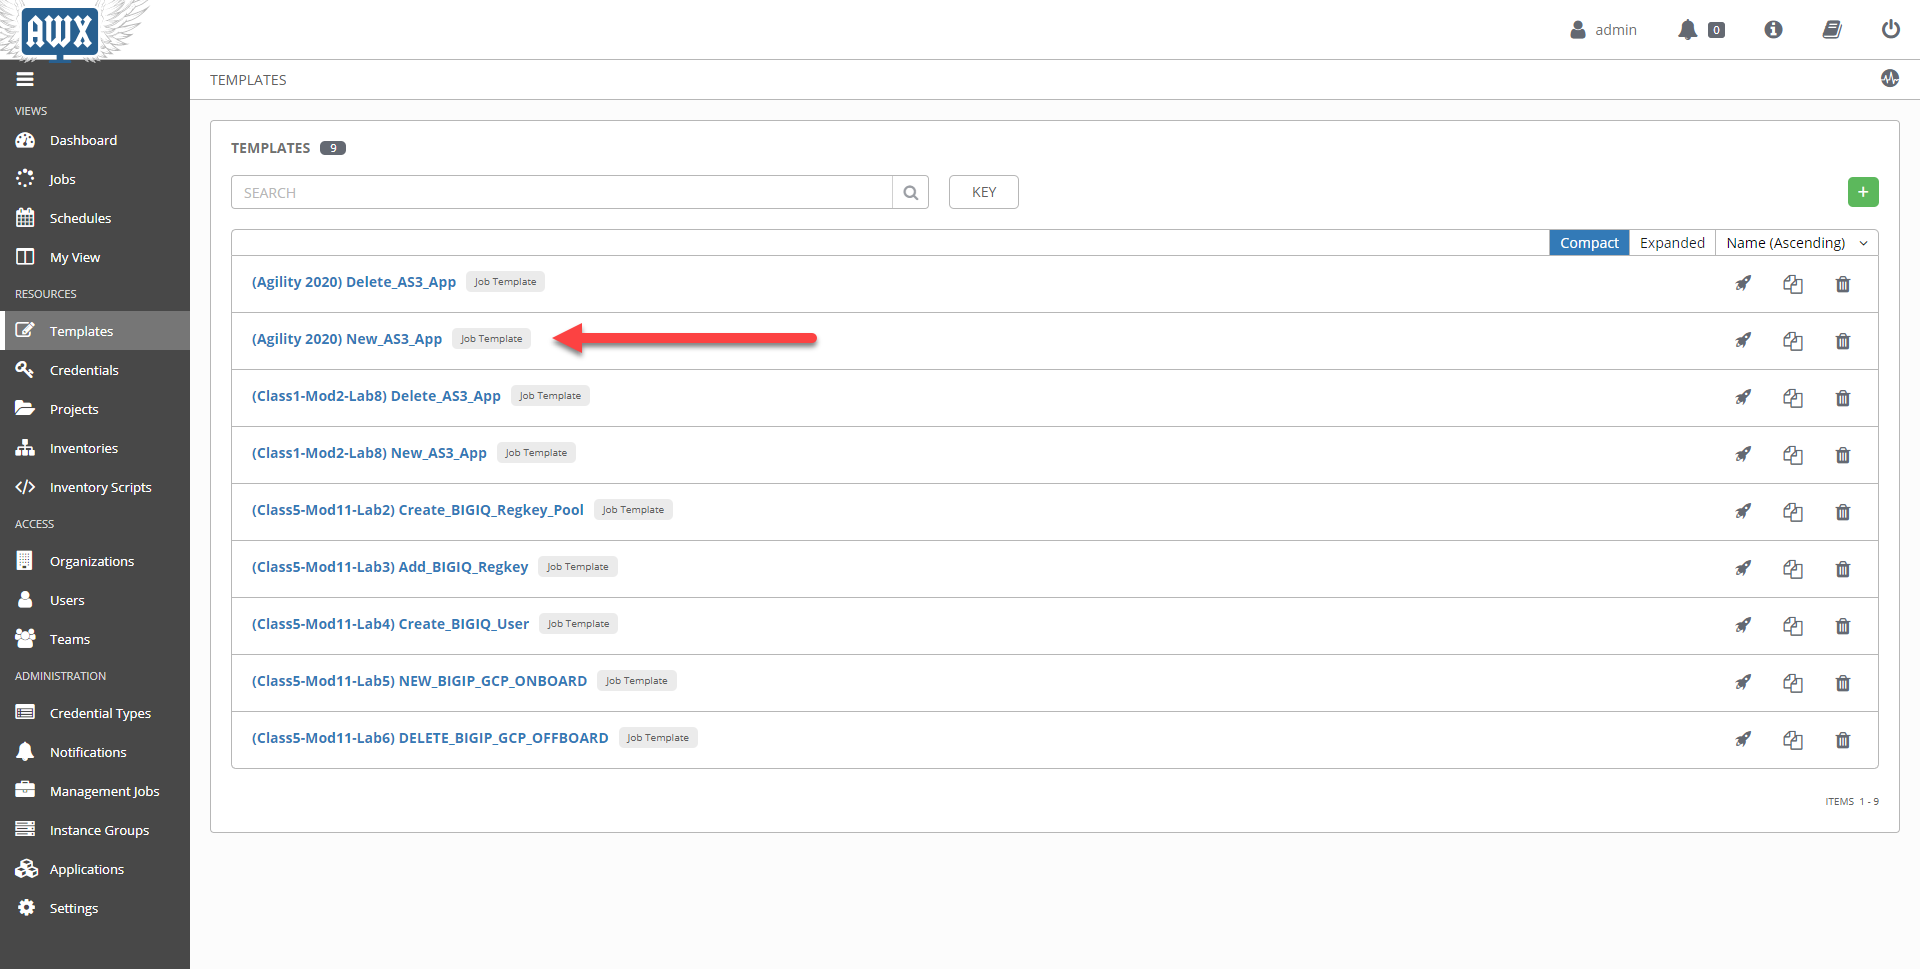 AWX
admin
0
TEMPLATES
VIEWS
Dashboard
Jobs
Schedules
My View
RESOURCES
Templates
Credentials
Projects
Inventories
Inventory Scripts
ACCESS
Organizations
Users
Teams
ADMINISTRATION
Credential Types
Notifications
Management Jobs
Instance Groups
Applications
Settings
TEMPLATES 9
SEARCH
KEY
+
Compact Expanded Name (Ascending)
(Agility 2020) Delete_AS3_App Job Template
(Agility 2020) New_AS3_App Job Template
(Class1-Mod2-Lab8) Delete_AS3_App Job Template
(Class1-Mod2-Lab8) New_AS3_App Job Template
(Class5-Mod11-Lab2) Create_BIGIQ_Regkey_Pool Job Template
(Class5-Mod11-Lab3) Add_BIGIQ_Regkey Job Template
(Class5-Mod11-Lab4) Create_BIGIQ_User Job Template
(Class5-Mod11-Lab5) NEW_BIGIP_GCP_ONBOARD Job Template
(Class5-Mod11-Lab6) DELETE_BIGIP_GCP_OFFBOARD Job Template
ITEMS 1 - 9